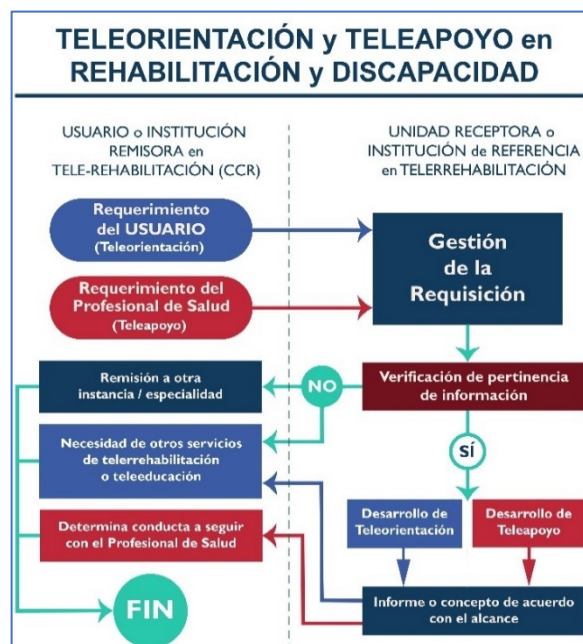 TELEORIENTACIÓN y TELEAPOYO en
REHABILITACIÓN y DISCAPACIDAD
USUARIO o INSTITUCIÓN
REMISORA en
TELE-REHABILITACIÓN (CCR)
UNIDAD RECEPTORA o
INSTITUCIÓN de REFERENCIA
en TELERREHABILITACIÓN
Requerimiento
del USUARIO
(Teleorientación)
Requerimiento del
Profesional de Salud
(Teleapoyo)
Gestión
de la
Requisición
Remisión a otra
instancia / especialidad
NO
Verificación de pertinencia
de información
Necesidad de otros servicios
de telerrehabilitación
o teleeducación
SÍ
Determina conducta a seguir
con el Profesional de Salud
Desarrollo de
Teleorientación
Desarrollo de
Teleapoyo
FIN
Informe o concepto de acuerdo
con el alcance